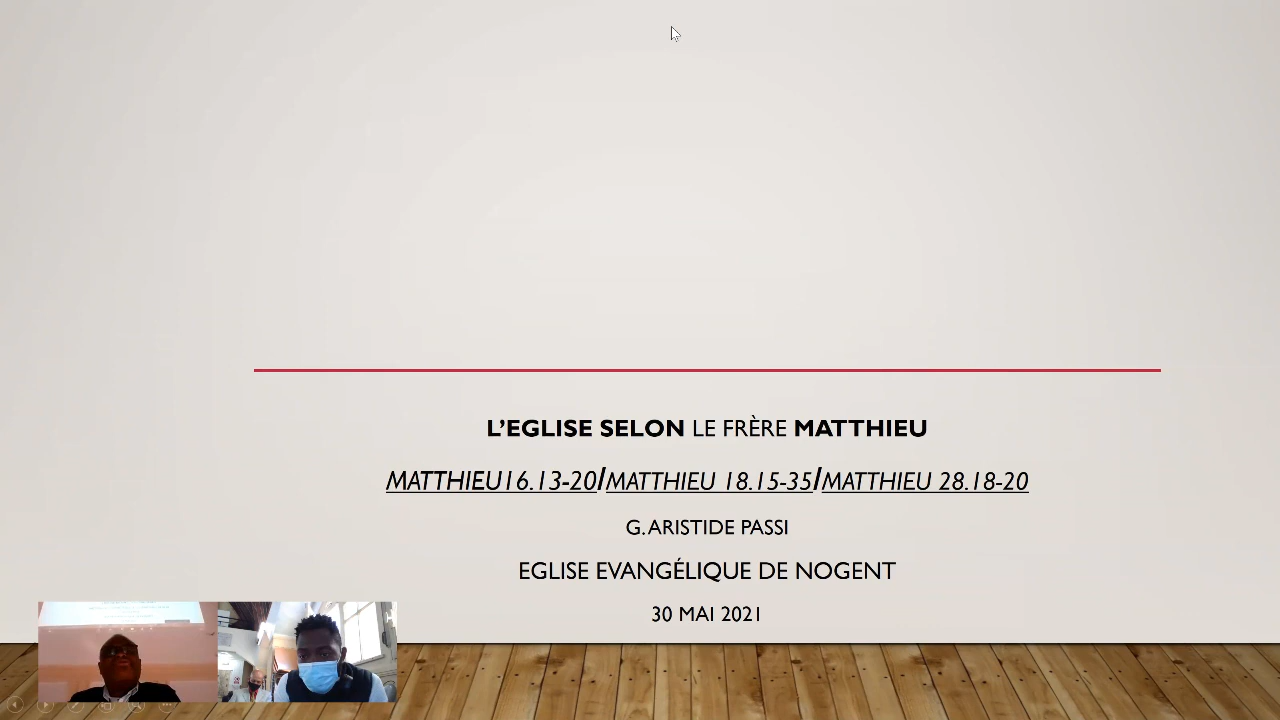 L'EGLISE SELON LE FRÈRE MATTHIEU
MATTHIEU16.13-20/MATTHIEU 18.15-35/MATTHIEU 28.18-20
G.ARISTIDE PASSI
EGLISE EVANGÉLIQUE DE NOGENT
30 MAI 2021